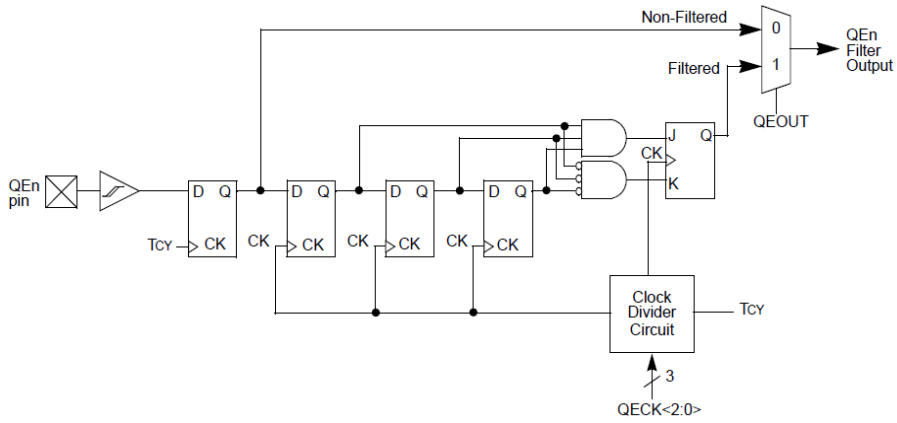 Non-Filtered
0
QEn
Filter
Output
Filtered
1
QEOUT
J Q
CK
K
QEn
pin
D Q
D Q
D Q
D Q
TCY
CK
CK
CK
CK
CK
CK
CK
Clock
Divider
Circuit
TCY
3
QECK<2:0>